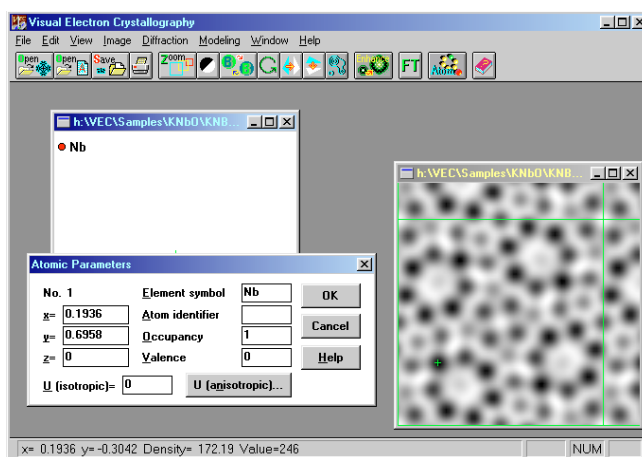 Visual Electron Crystallography
File Edit View Image Diffraction Modeling Window Help
Open Open Save Zoom B FT Atomic
A
h:\VEC\Samples\KNbO\KNB...
Nb
h:\VEC\Samples\KNbO\KNB...
Atomic Parameters
No. 1 Element symbol Nb OK
x= 0.1936 Atom identifier
y= 0.6958 Occupancy 1 Cancel
z= 0 Valence 0 Help
U (isotropic)= 0 U (anisotropic)...
x= 0.1936 y=-0.3042 Density= 172.19 Value=246 NUM